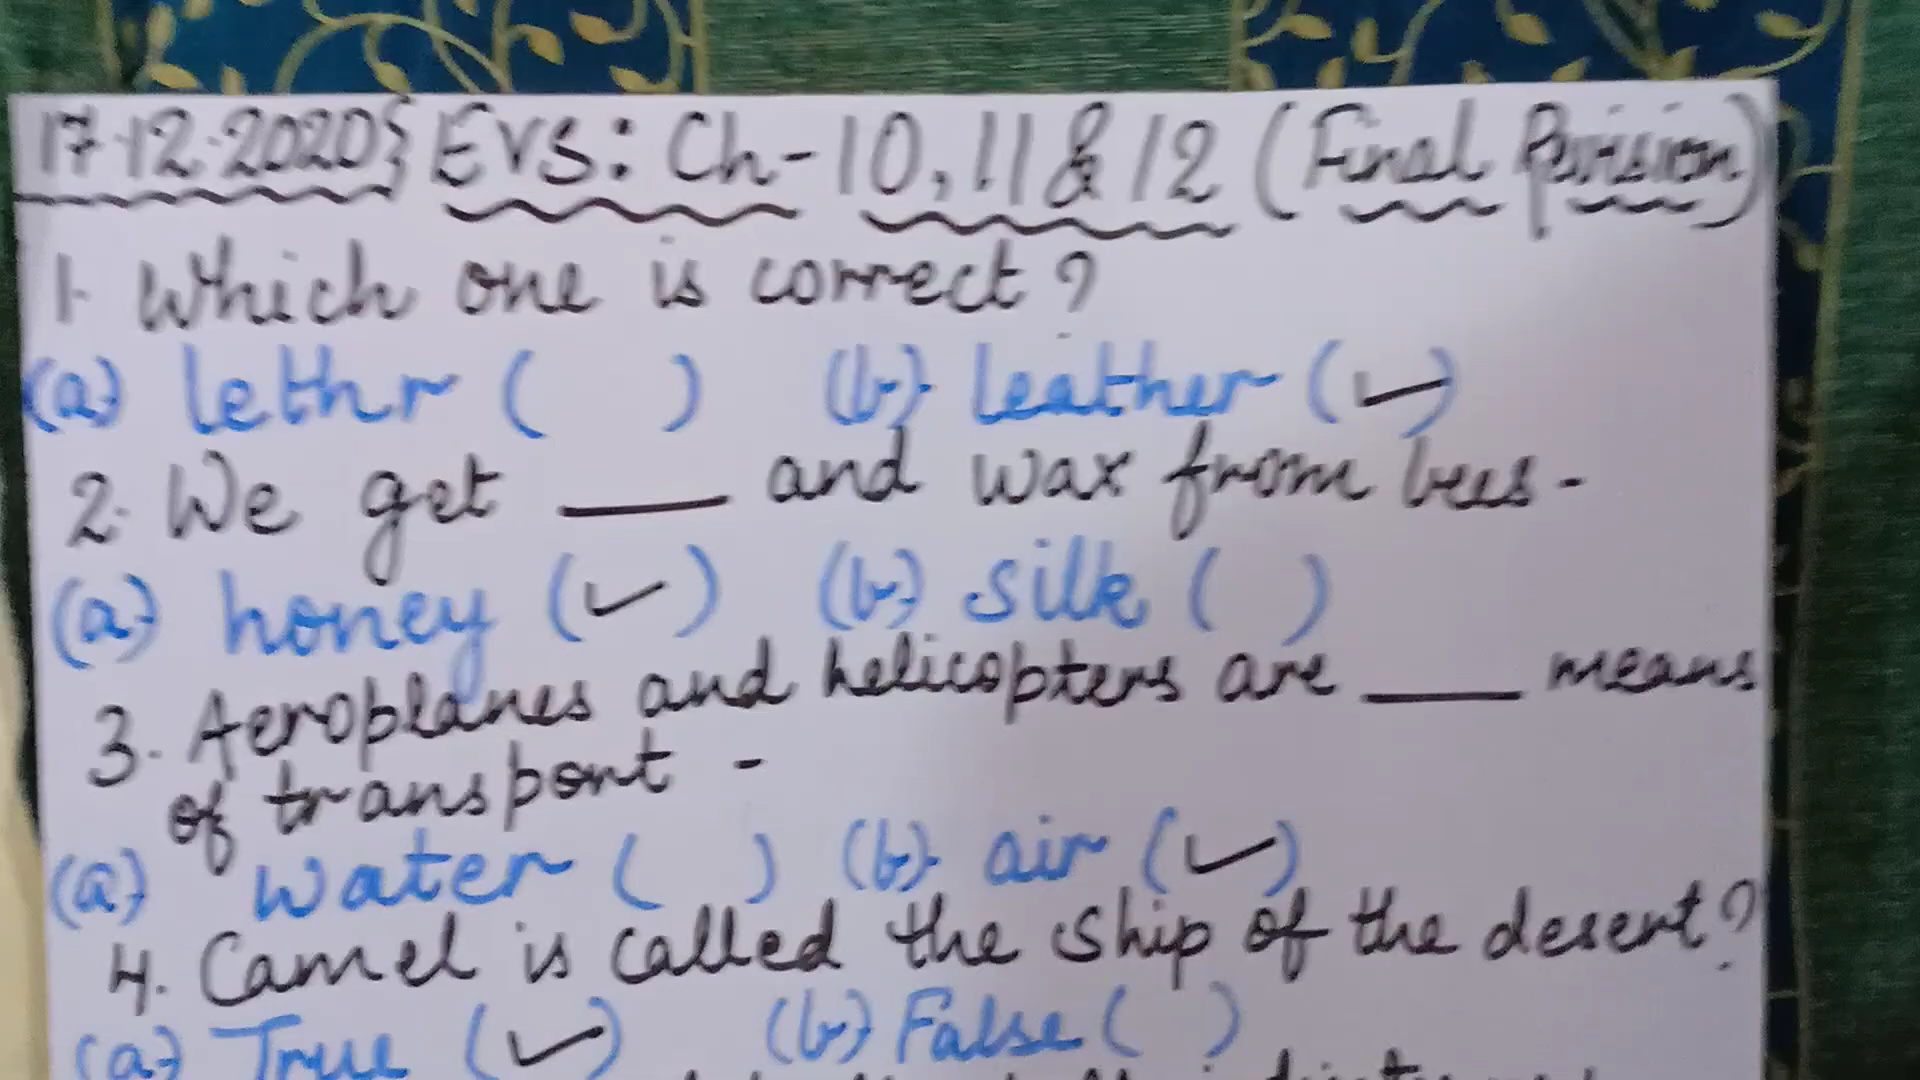 17.12.2020} EVS: Ch-10,11 & 12 (Final Revision)
1. Which one is correct?
(a) lethr ( ) (b) leather (✓)
2. We get ___ and wax from bees.
(a) honey (✓) (b) silk ( )
3. Aeroplanes and helicopters are ___ means
of transport.
(a) water ( ) (b) air (✓)
4. Camel is called the ship of the desert?
(a) True (✓) (b) False ( )